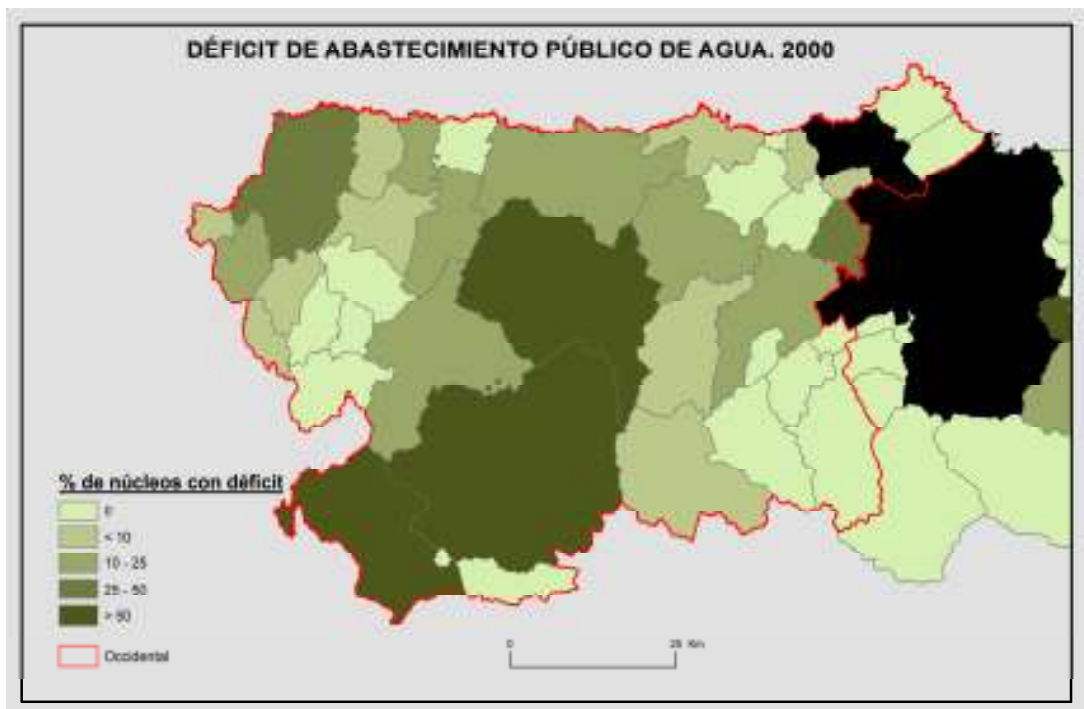 DÉFICIT DE ABASTECIMIENTO PÚBLICO DE AGUA. 2000
% de núcleos con déficit
0
< 10
10 - 25
25 - 50
> 50
Occidental
0
25 Km